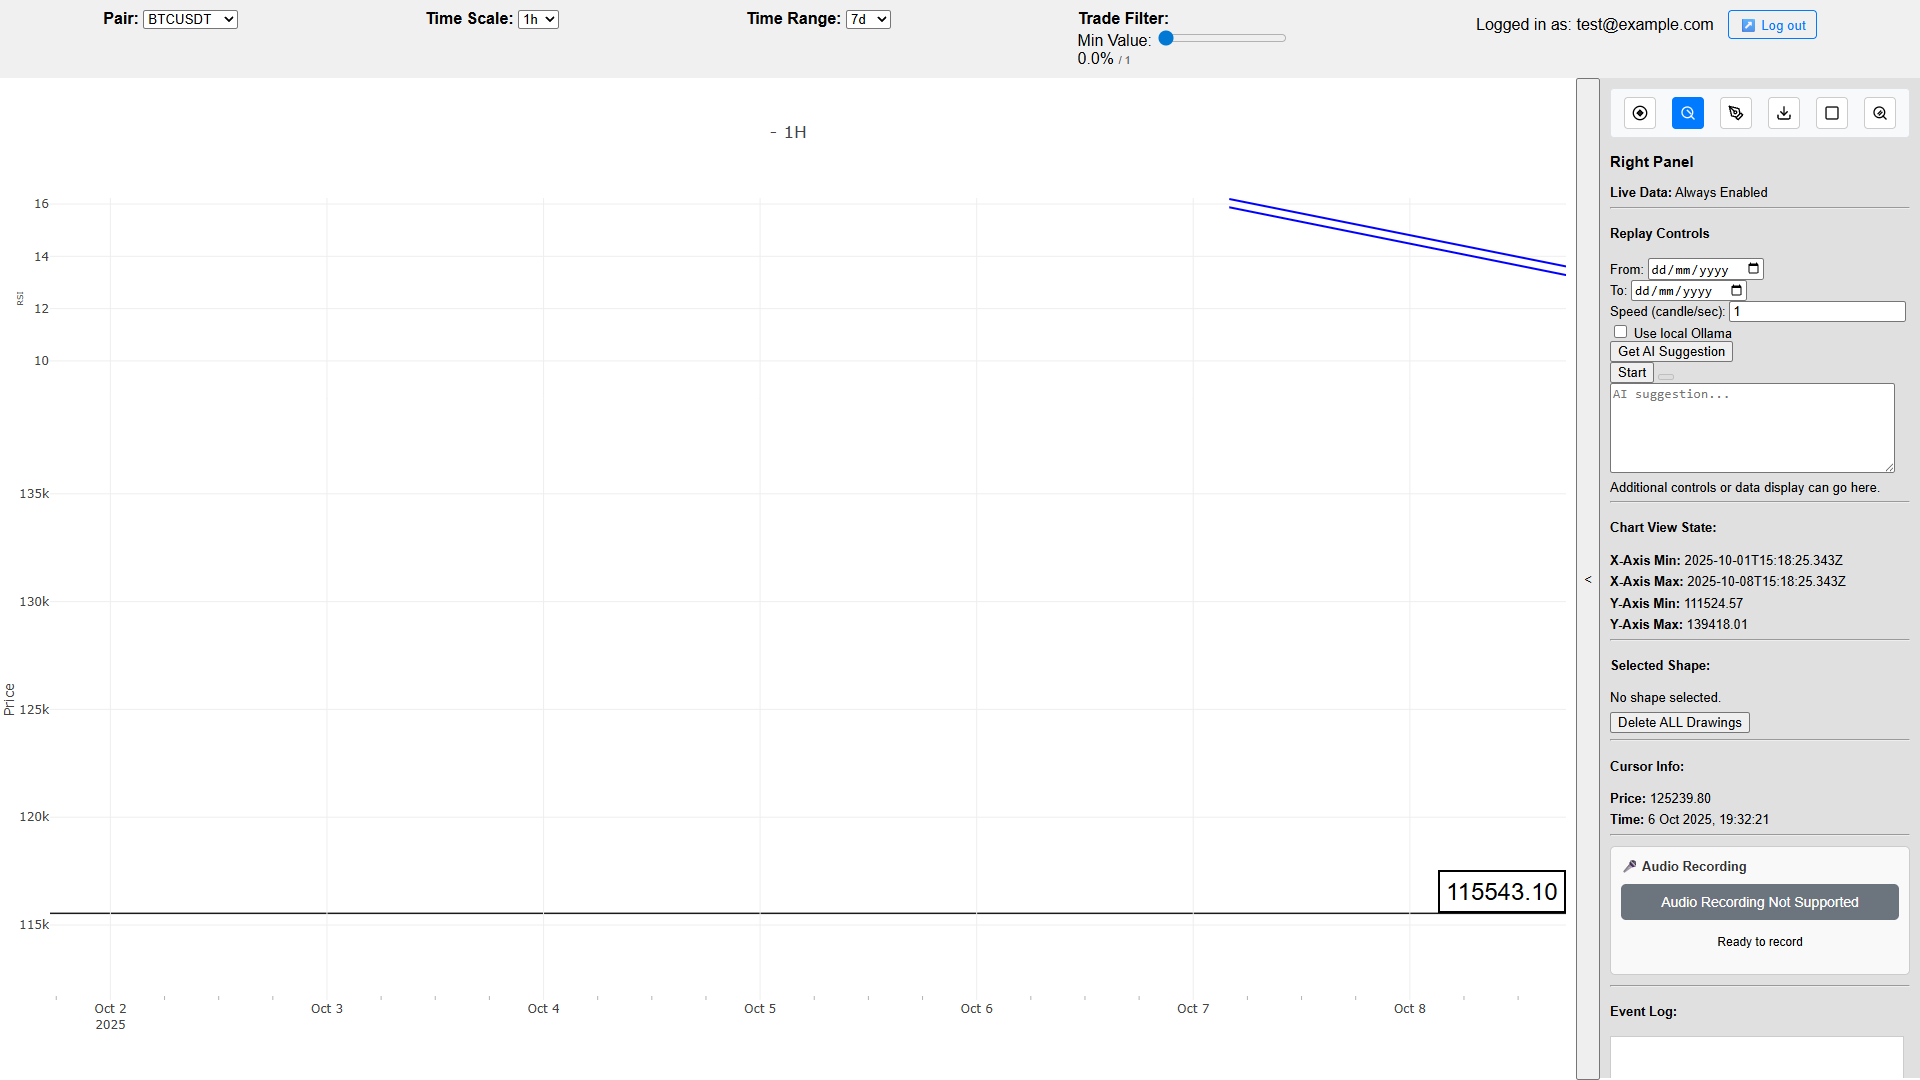 Pair: BTCUSDT
Time Scale: 1h
Time Range: 7d
Trade Filter:
Min Value:
0.0% / 1
Logged in as: test@example.com
Log out
- 1H
16
14
12
10
RSI
135k
130k
125k
120k
115k
Price
115543.10
Oct 2
2025
Oct 3
Oct 4
Oct 5
Oct 6
Oct 7
Oct 8
<
Right Panel
Live Data: Always Enabled
Replay Controls
From: dd/mm/yyyy
To: dd/mm/yyyy
Speed (candle/sec): 1
Use local Ollama
Get AI Suggestion
Start
AI suggestion...
Additional controls or data display can go here.
Chart View State:
X-Axis Min: 2025-10-01T15:18:25.343Z
X-Axis Max: 2025-10-08T15:18:25.343Z
Y-Axis Min: 111524.57
Y-Axis Max: 139418.01
Selected Shape:
No shape selected.
Delete ALL Drawings
Cursor Info:
Price: 125239.80
Time: 6 Oct 2025, 19:32:21
Audio Recording
Audio Recording Not Supported
Ready to record
Event Log: